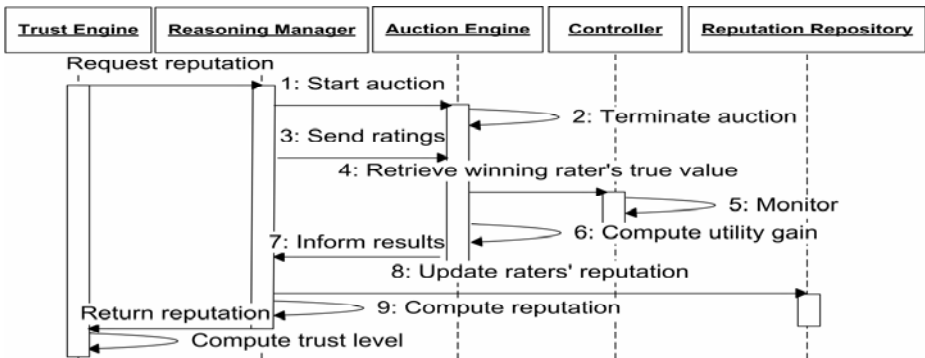 Trust Engine Reasoning Manager Auction Engine Controller Reputation Repository
Request reputation
1: Start auction
2: Terminate auction
3: Send ratings
4: Retrieve winning rater's true value
5: Monitor
6: Compute utility gain
7: Inform results
8: Update raters' reputation
9: Compute reputation
Return reputation
Compute trust level